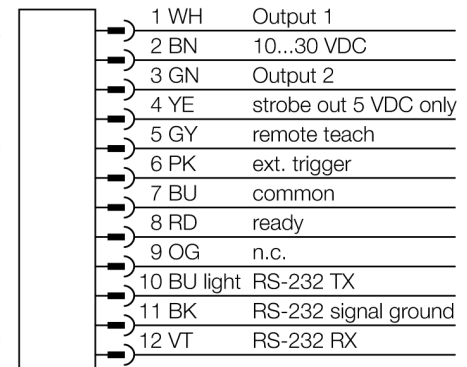 1 WH Output 1
2 BN 10...30 VDC
3 GN Output 2
4 YE strobe out 5 VDC only
5 GY remote teach
6 PK ext. trigger
7 BU common
8 RD ready
9 OG n.c.
10 BU light RS-232 TX
11 BK RS-232 signal ground
12 VT RS-232 RX